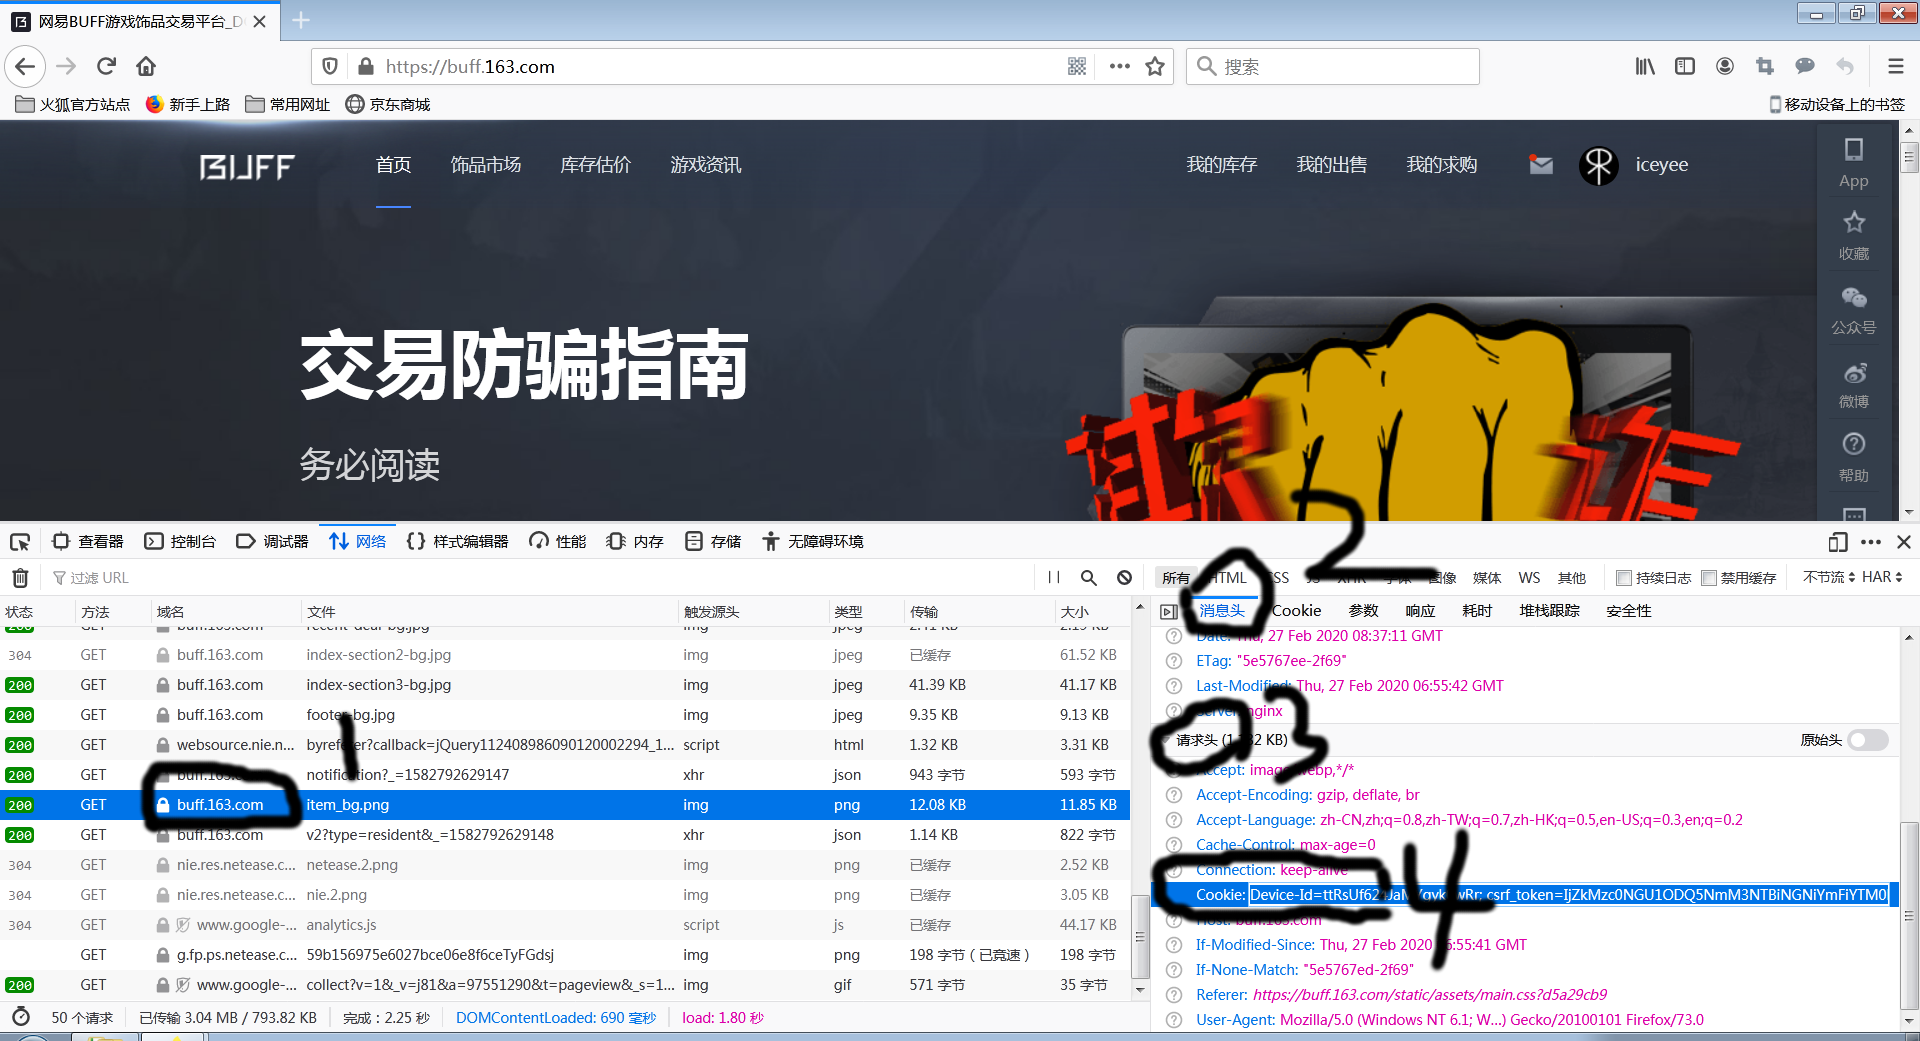 网易BUFF游戏饰品交易平台_D
https://buff.163.com
搜索
火狐官方站点 新手上路 常用网址 京东商城 移动设备上的书签
BUFF 首页 饰品市场 库存估价 游戏资讯 我的库存 我的出售 我的求购 iceyee
App
收藏
公众号
微博
帮助
交易防骗指南
务必阅读
2
查看器 控制台 调试器 网络 样式编辑器 性能 内存 存储 无障碍环境
过滤 URL 所有 HTML CSS JS XHR 字体 图像 媒体 WS 其他 持续日志 禁用缓存 不节流 HAR
状态 方法 域名 文件 触发源头 类型 传输 大小
消息头 Cookie 参数 响应 耗时 堆栈跟踪 安全性
200 GET buff.163.com recent-deal-bg.jpg img jpeg 2.41 KB 2.19 KB
304 GET buff.163.com index-section2-bg.jpg img jpeg 已缓存 61.52 KB
200 GET buff.163.com index-section3-bg.jpg img jpeg 41.39 KB 41.17 KB
200 GET buff.163.com footer-bg.jpg img jpeg 9.35 KB 9.13 KB
200 GET websource.nie.n... byreferer?callback=jQuery112408986090120002294_1... script html 1.32 KB 3.31 KB
200 GET buff.163.com notification?_=1582792629147 xhr json 943 字节 593 字节
200 GET buff.163.com item_bg.png img png 12.08 KB 11.85 KB
200 GET buff.163.com v2?type=resident&_=1582792629148 xhr json 1.14 KB 822 字节
304 GET nie.res.netease.c... netease.2.png img png 已缓存 2.52 KB
304 GET nie.res.netease.c... nie.2.png img png 已缓存 3.05 KB
304 GET www.google-... analytics.js script js 已缓存 44.17 KB
GET g.fp.ps.netease.c... 59b156975e6027bce06e8f6ceTyFGdsj img png 198 字节（已竞速） 198 字节
200 GET www.google-... collect?v=1&_v=j81&a=97551290&t=pageview&_s=1... img gif 571 字节 35 字节
1
50 个请求 已传输 3.04 MB / 793.82 KB 完成：2.25 秒 DOMContentLoaded: 690 毫秒 load: 1.80 秒
Date: Thu, 27 Feb 2020 08:37:11 GMT
ETag: "5e5767ee-2f69"
Last-Modified: Thu, 27 Feb 2020 06:55:42 GMT
Server: nginx
3
请求头 原始头
Accept: image/webp,*/*
Accept-Encoding: gzip, deflate, br
Accept-Language: zh-CN,zh;q=0.8,zh-TW;q=0.7,zh-HK;q=0.5,en-US;q=0.3,en;q=0.2
Cache-Control: max-age=0
Connection: keep-alive
4
Cookie:
Host: buff.163.com
If-Modified-Since: Thu, 27 Feb 2020 06:55:41 GMT
If-None-Match: "5e5767ed-2f69"
Referer: https://buff.163.com/static/assets/main.css?d5a29cb9
User-Agent: Mozilla/5.0 (Windows NT 6.1; W...) Gecko/20100101 Firefox/73.0